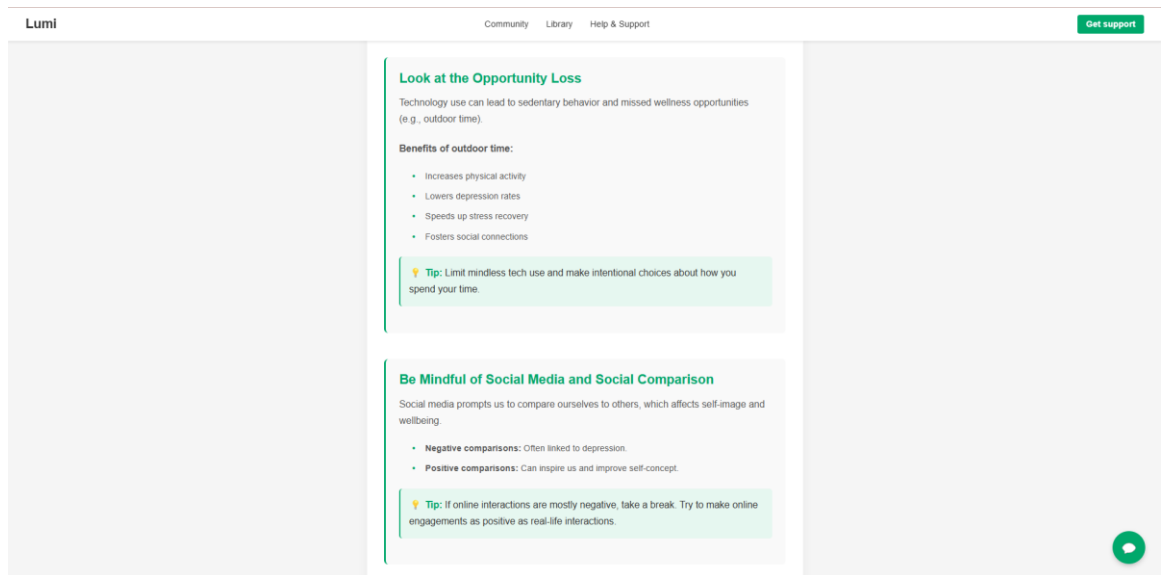 Lumi
Community
Library
Help & Support
Get support
Look at the Opportunity Loss
Technology use can lead to sedentary behavior and missed wellness opportunities
(e.g., outdoor time).
Benefits of outdoor time:
• Increases physical activity
• Lowers depression rates
• Speeds up stress recovery
• Fosters social connections
💡 Tip: Limit mindless tech use and make intentional choices about how you
spend your time.
Be Mindful of Social Media and Social Comparison
Social media prompts us to compare ourselves to others, which affects self-image and
wellbeing.
• Negative comparisons: Often linked to depression.
• Positive comparisons: Can inspire us and improve self-concept.
💡 Tip: If online interactions are mostly negative, take a break. Try to make online
engagements as positive as real-life interactions.